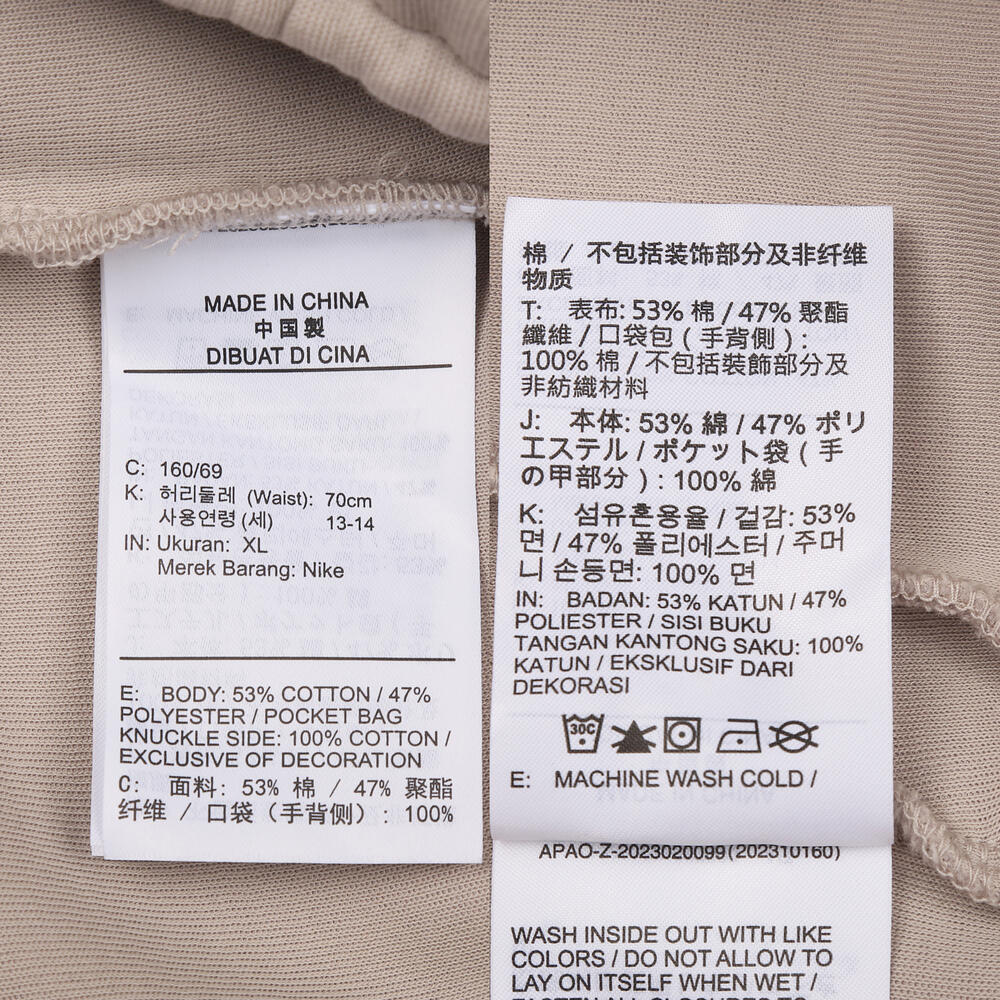 MADE IN CHINA
中国製
DIBUAT DI CINA
C: 160/69
K: 허리둘레 (Waist): 70cm
사용연령 (세) 13-14
IN: Ukuran: XL
Merek Barang: Nike
E: BODY: 53% COTTON / 47%
POLYESTER / POCKET BAG
KNUCKLE SIDE: 100% COTTON /
EXCLUSIVE OF DECORATION
C: 面料: 53% 棉 / 47% 聚酯
纤维 / 口袋（手背侧）: 100%
棉 / 不包括装饰部分及非纤维
物质
T: 表布: 53% 棉 / 47% 聚酯
纖維 / 口袋包 ( 手背側 ) :
100% 棉 / 不包括裝飾部分及
非紡織材料
J: 本体: 53% 綿 / 47% ポリ
エステル / ポケット袋 ( 手
の甲部分 ) : 100% 綿
K: 섬유혼용율 / 겉감: 53%
면 / 47% 폴리에스터 / 주머
니 손등면: 100% 면
IN: BADAN: 53% KATUN / 47%
POLIESTER / SISI BUKU
TANGAN KANTONG SAKU: 100%
KATUN / EKSKLUSIF DARI
DEKORASI
30C
E: MACHINE WASH COLD /
APAO-Z-2023020099(202310160)
WASH INSIDE OUT WITH LIKE
COLORS / DO NOT ALLOW TO
LAY ON ITSELF WHEN WET /